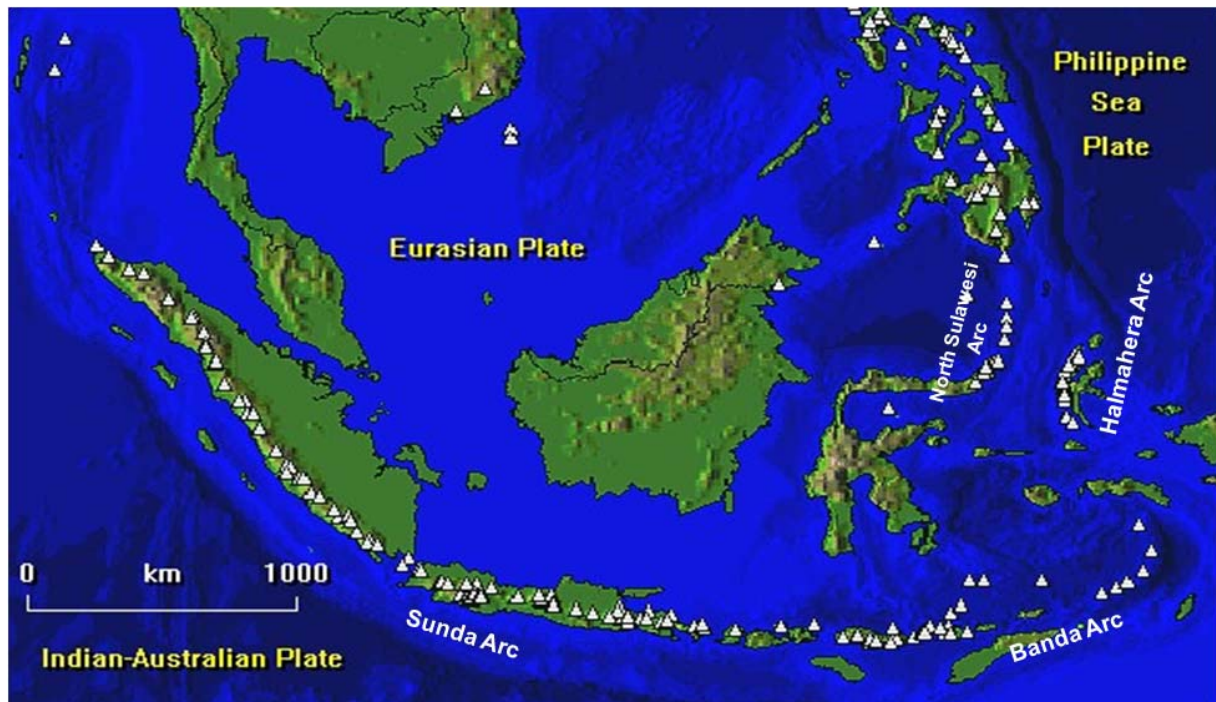 Philippine
Sea
Plate
Eurasian Plate
North Sulawesi
Arc
Halmahera Arc
0 km 1000
Sunda Arc
Banda Arc
Indian-Australian Plate